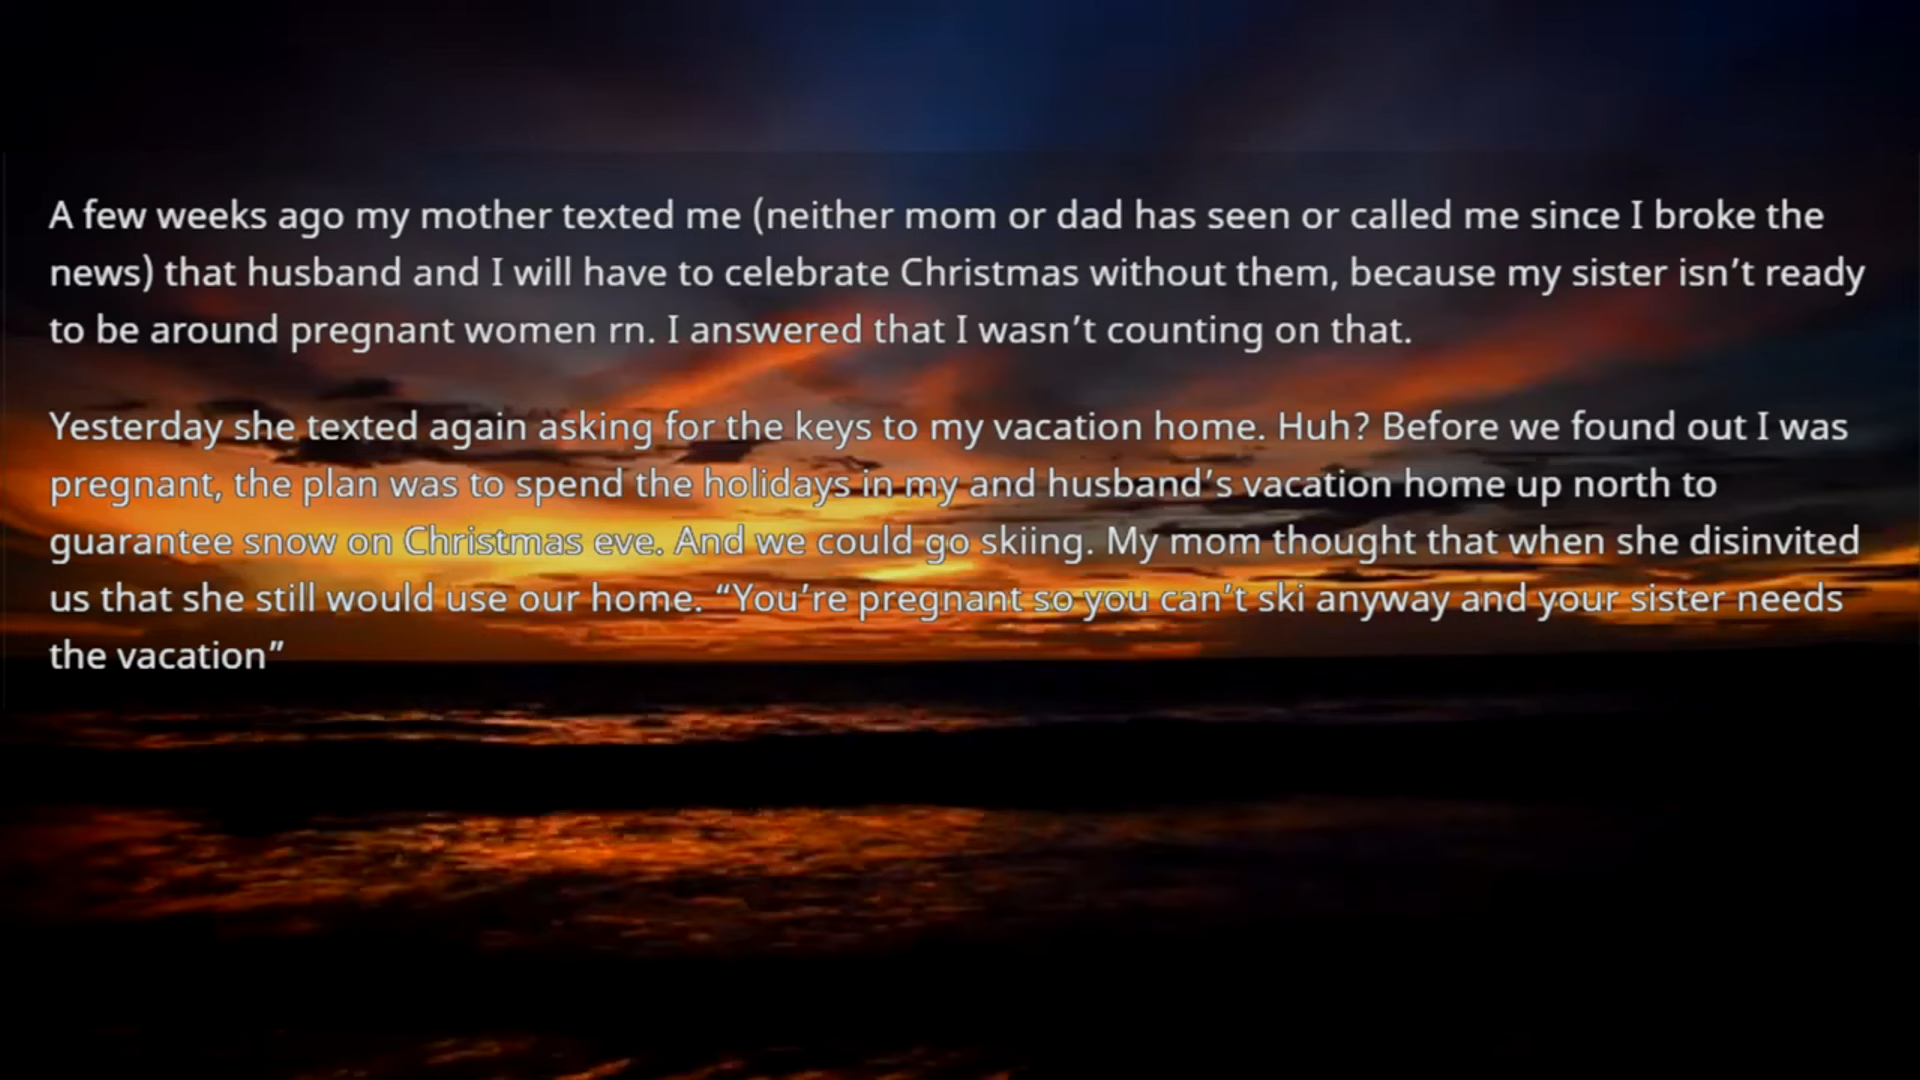 A few weeks ago my mother texted me (neither mom or dad has seen or called me since I broke the
news) that husband and I will have to celebrate Christmas without them, because my sister isn’t ready
to be around pregnant women rn. I answered that I wasn’t counting on that.
Yesterday she texted again asking for the keys to my vacation home. Huh? Before we found out I was
pregnant, the plan was to spend the holidays in my and husband’s vacation home up north to
guarantee snow on Christmas eve. And we could go skiing. My mom thought that when she disinvited
us that she still would use our home. “You’re pregnant so you can’t ski anyway and your sister needs
the vacation”